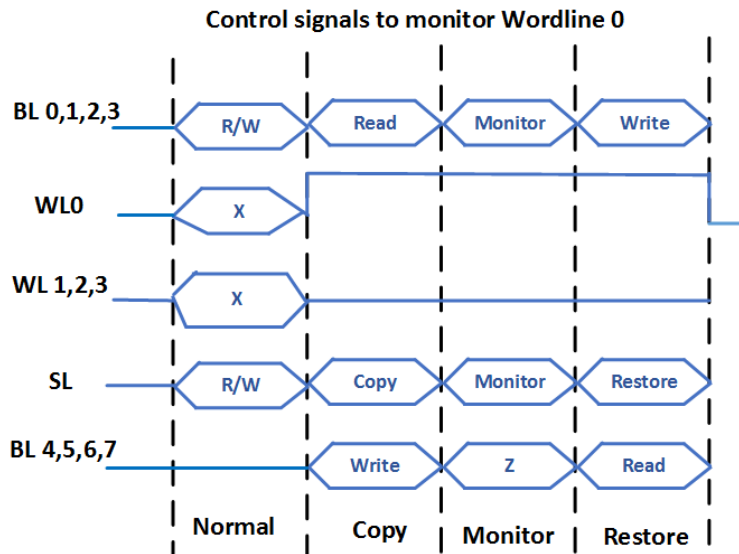 Control signals to monitor Wordline 0
BL 0,1,2,3
R/W
Read
Monitor
Write
WL0
X
WL 1,2,3
X
SL
R/W
Copy
Monitor
Restore
BL 4,5,6,7
Write
Z
Read
Normal
Copy
Monitor
Restore